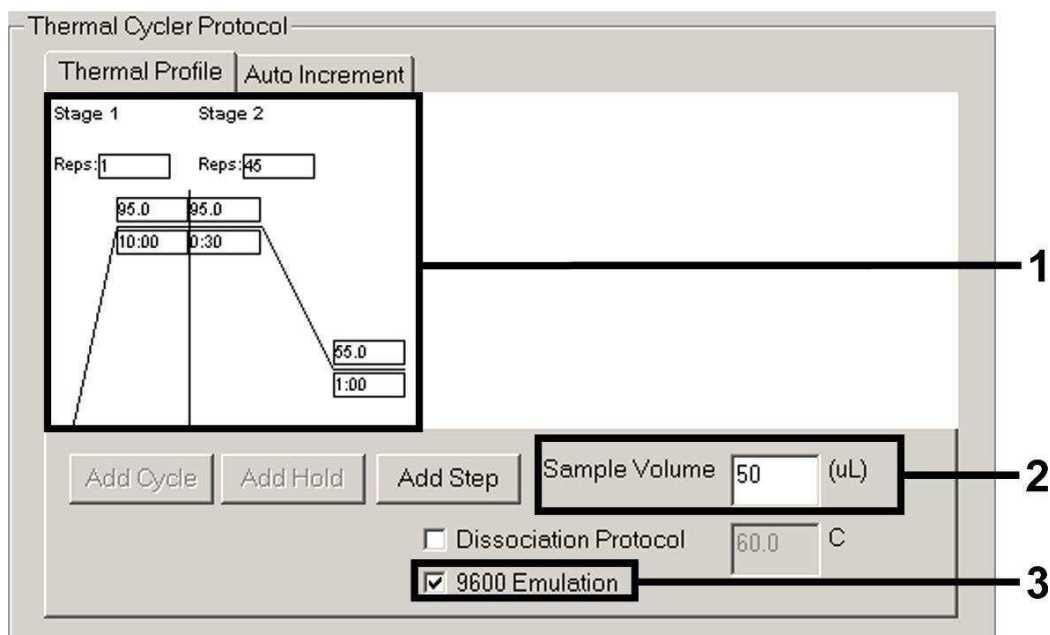 Thermal Cycler Protocol
Thermal Profile Auto Increment
Stage 1 Stage 2
Reps: 1 Reps: 45
95.0 95.0
10:00 0:30
1
55.0
1:00
Add Cycle Add Hold Add Step Sample Volume 50 (uL)
2
Dissociation Protocol 60.0 C
9600 Emulation
3